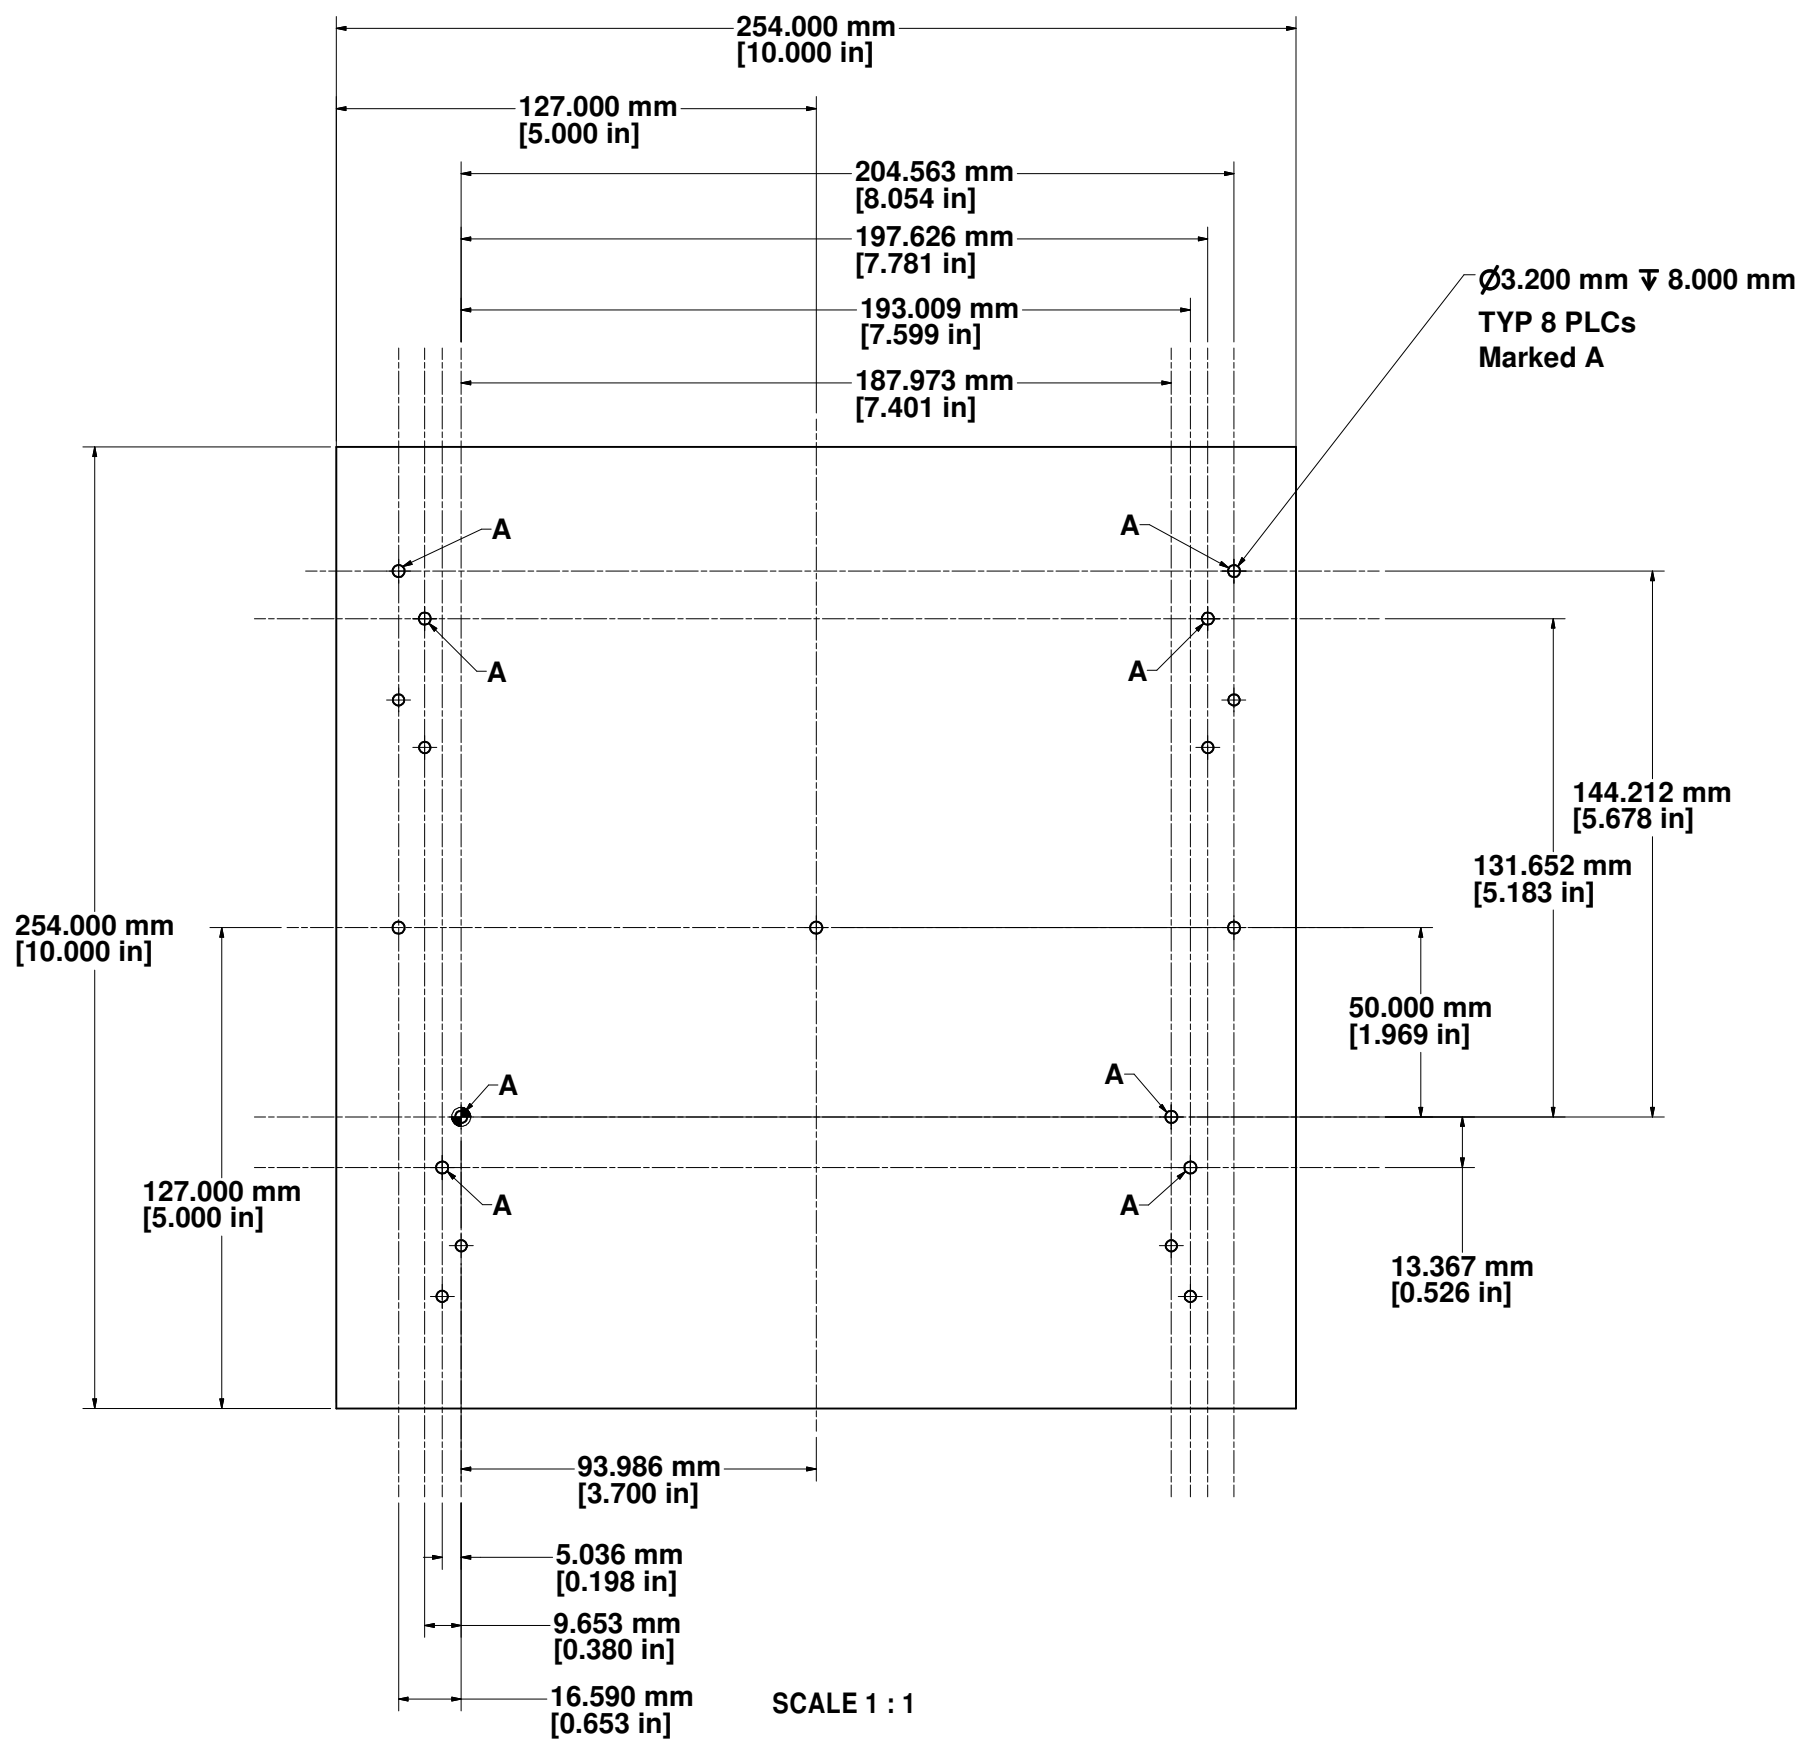 254.000 mm
[10.000 in]
127.000 mm
[5.000 in]
204.563 mm
[8.054 in]
197.626 mm
[7.781 in]
Ø3.200 mm ↧ 8.000 mm
TYP 8 PLCs
Marked A
193.009 mm
[7.599 in]
187.973 mm
[7.401 in]
A
A
A
A
144.212 mm
[5.678 in]
131.652 mm
[5.183 in]
254.000 mm
[10.000 in]
50.000 mm
[1.969 in]
A
A
127.000 mm
[5.000 in]
A
A
13.367 mm
[0.526 in]
93.986 mm
[3.700 in]
5.036 mm
[0.198 in]
9.653 mm
[0.380 in]
16.590 mm
[0.653 in]
SCALE 1 : 1